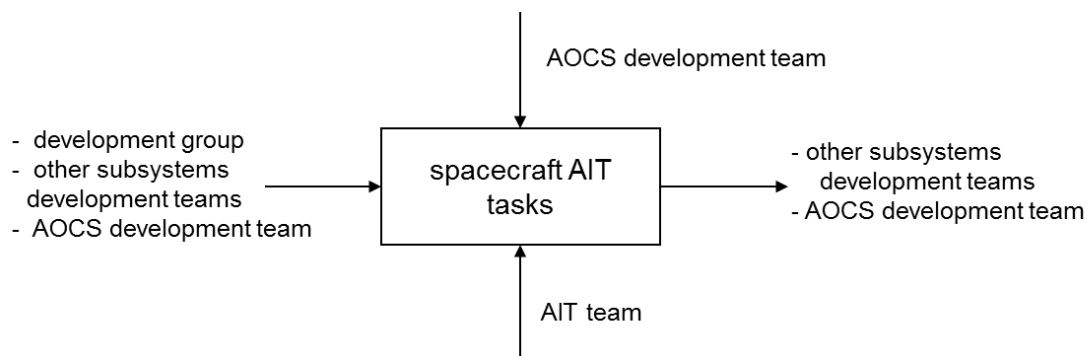 AOCS development team
- development group
- other subsystems
development teams
- AOCS development team
spacecraft AIT
tasks
- other subsystems
development teams
- AOCS development team
AIT team